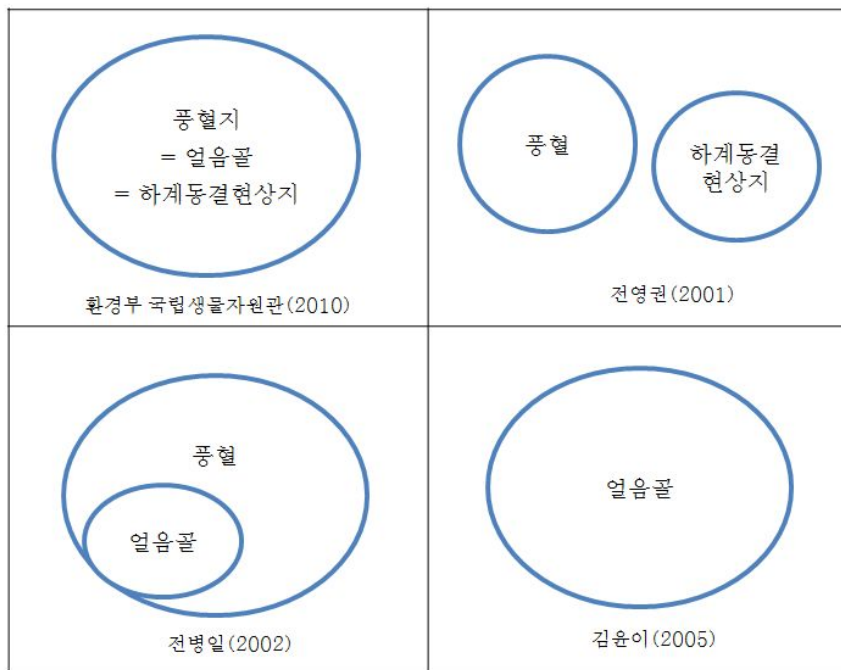 풍혈지
= 얼음골
= 하계동결현상지
환경부 국립생물자원관(2010)
풍혈
하계동결
현상지
전영권(2001)
풍혈
얼음골
전병일(2002)
얼음골
김윤이(2005)